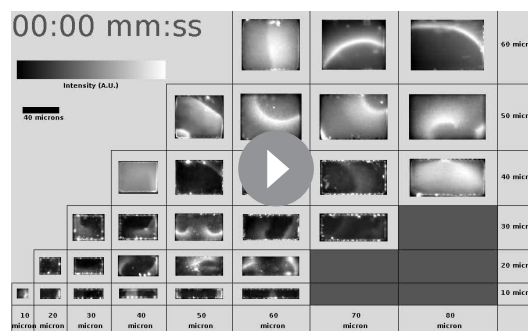 00:00 mm:ss
Intensity (A.U.)
40 microns
60 micr
50 micr
40 micr
30 micr
20 micr
10 micr
10 20 30 40 50 60 70 80
micron micron micron micron micron micron micron micron